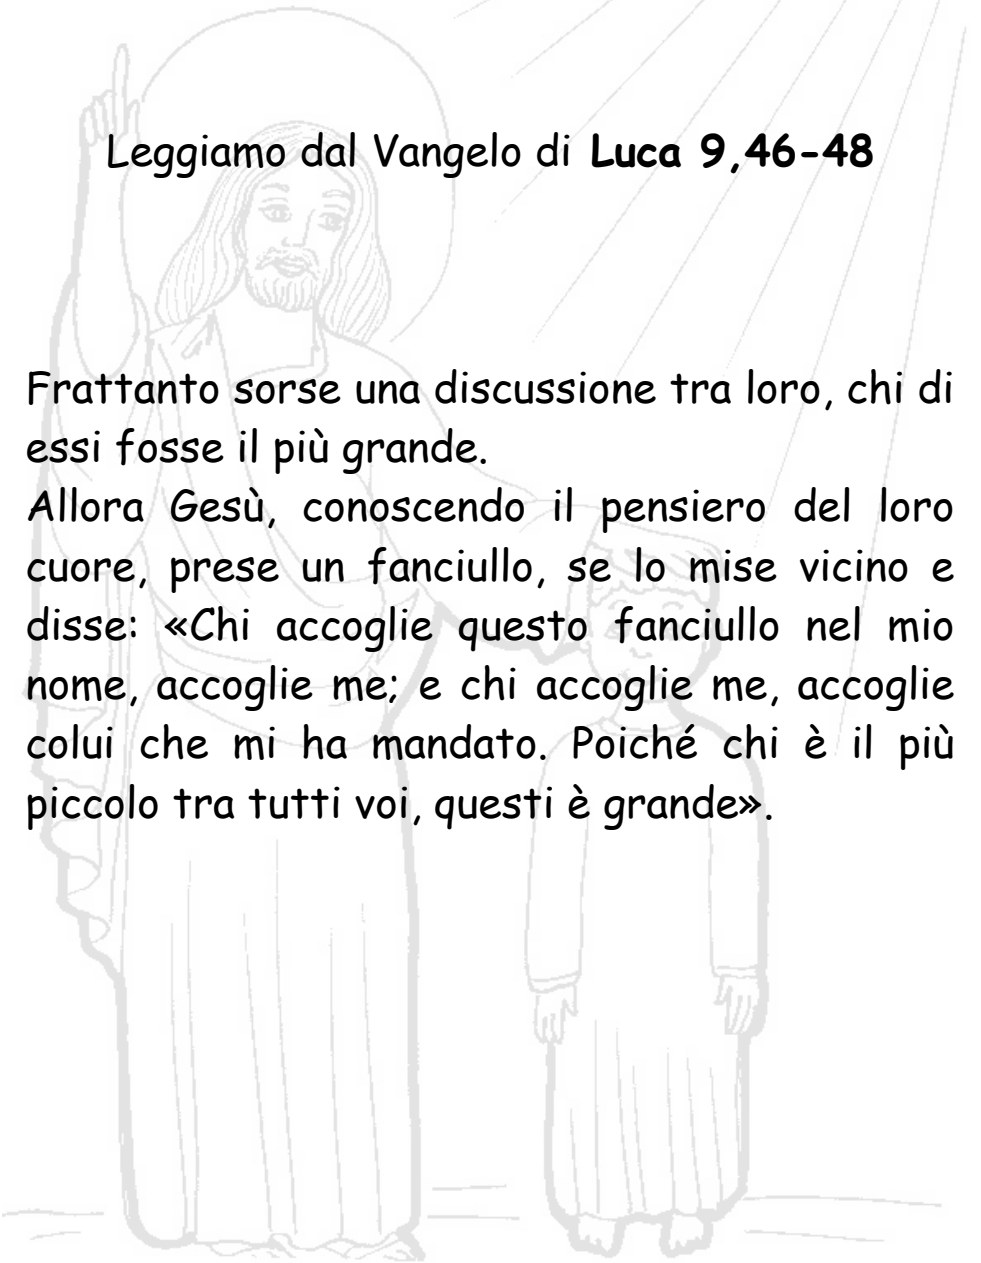 Leggiamo dal Vangelo di Luca 9,46-48
Frattanto sorse una discussione tra loro, chi di
essi fosse il più grande.
Allora Gesù, conoscendo il pensiero del loro
cuore, prese un fanciullo, se lo mise vicino e
disse: «Chi accoglie questo fanciullo nel mio
nome, accoglie me; e chi accoglie me, accoglie
colui che mi ha mandato. Poiché chi è il più
piccolo tra tutti voi, questi è grande».